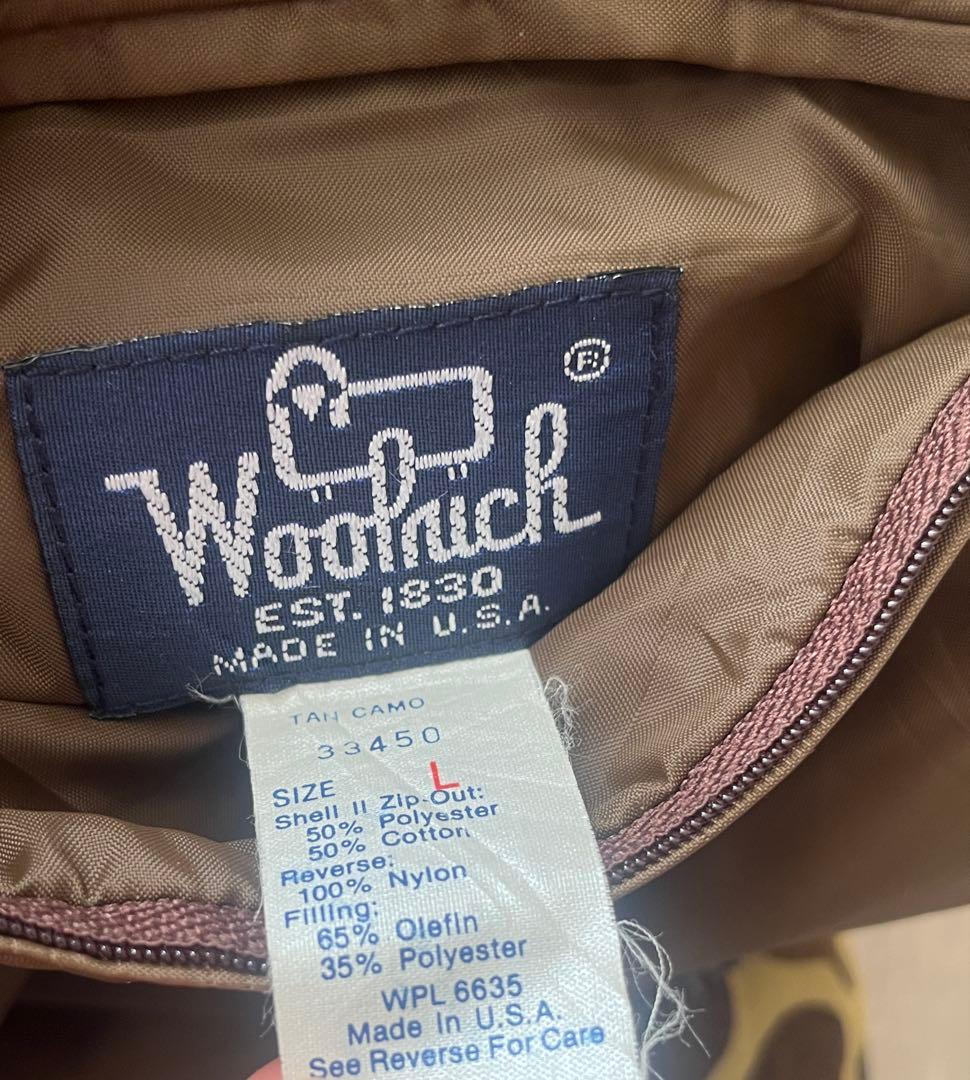 ®
Woolrich
EST. 1830
MADE IN U.S.A.
TAN CAMO
33450
SIZE L
Shell II Zip-Out:
50% Polyester
50% Cotton
Reverse:
100% Nylon
Filling:
65% Olefin
35% Polyester
WPL 6635
Made In U.S.A.
See Reverse For Care